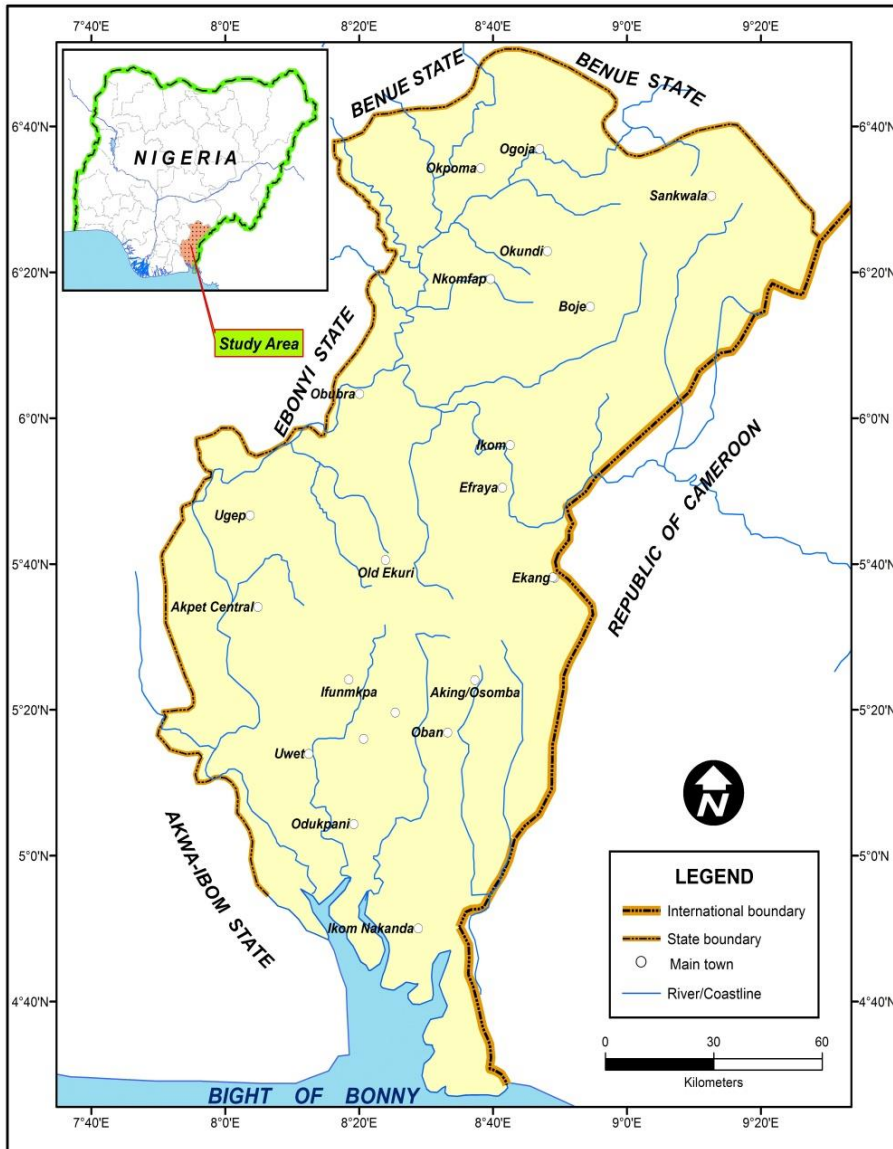 7°40'E 8°0'E 8°20'E 8°40'E 9°0'E 9°20'E
BENUE STATE
BENUE STATE
NIGERIA
6°40'N 6°40'N
Ogoja
Okpoma
Sankwala
Okundi
6°20'N 6°20'N
Nkomfap
Boje
Study Area
EBONYI STATE
Obubra
6°0'N 6°0'N
Ikom
Efraya
REPUBLIC OF CAMEROON
Ugep
5°40'N 5°40'N
Old Ekuri
Ekang
Akpet Central
Ifunmkpa
Aking/Osomba
5°20'N 5°20'N
Oban
Uwet
Odukpani
N
AKWA-IBOM STATE
5°0'N 5°0'N
LEGEND
International boundary
State boundary
Main town
River/Coastline
Ikom Nakanda
4°40'N 4°40'N
0 30 60
Kilometers
BIGHT OF BONNY
7°40'E 8°0'E 8°20'E 8°40'E 9°0'E 9°20'E